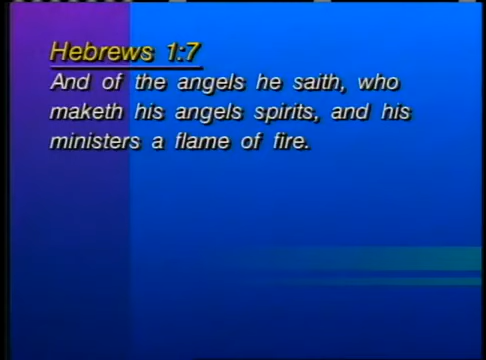 Hebrews 1:7
And of the angels he saith, who
maketh his angels spirits, and his
ministers a flame of fire.